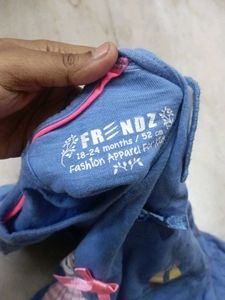 FRENDZ
18-24 months / 52 cm
Fashion Apparel For